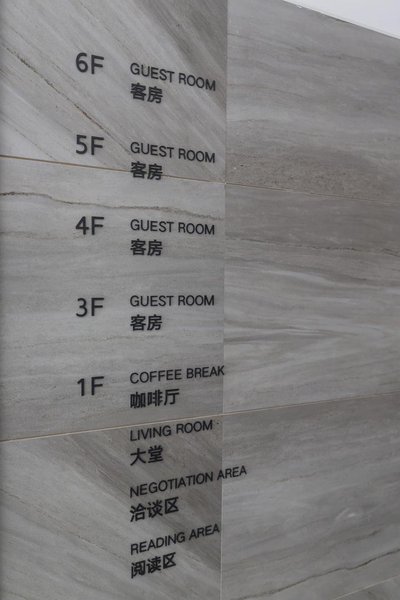 6F GUEST ROOM
客房
5F GUEST ROOM
客房
4F GUEST ROOM
客房
3F GUEST ROOM
客房
1F COFFEE BREAK
咖啡厅
LIVING ROOM
大堂
NEGOTIATION AREA
洽谈区
READING AREA
阅读区